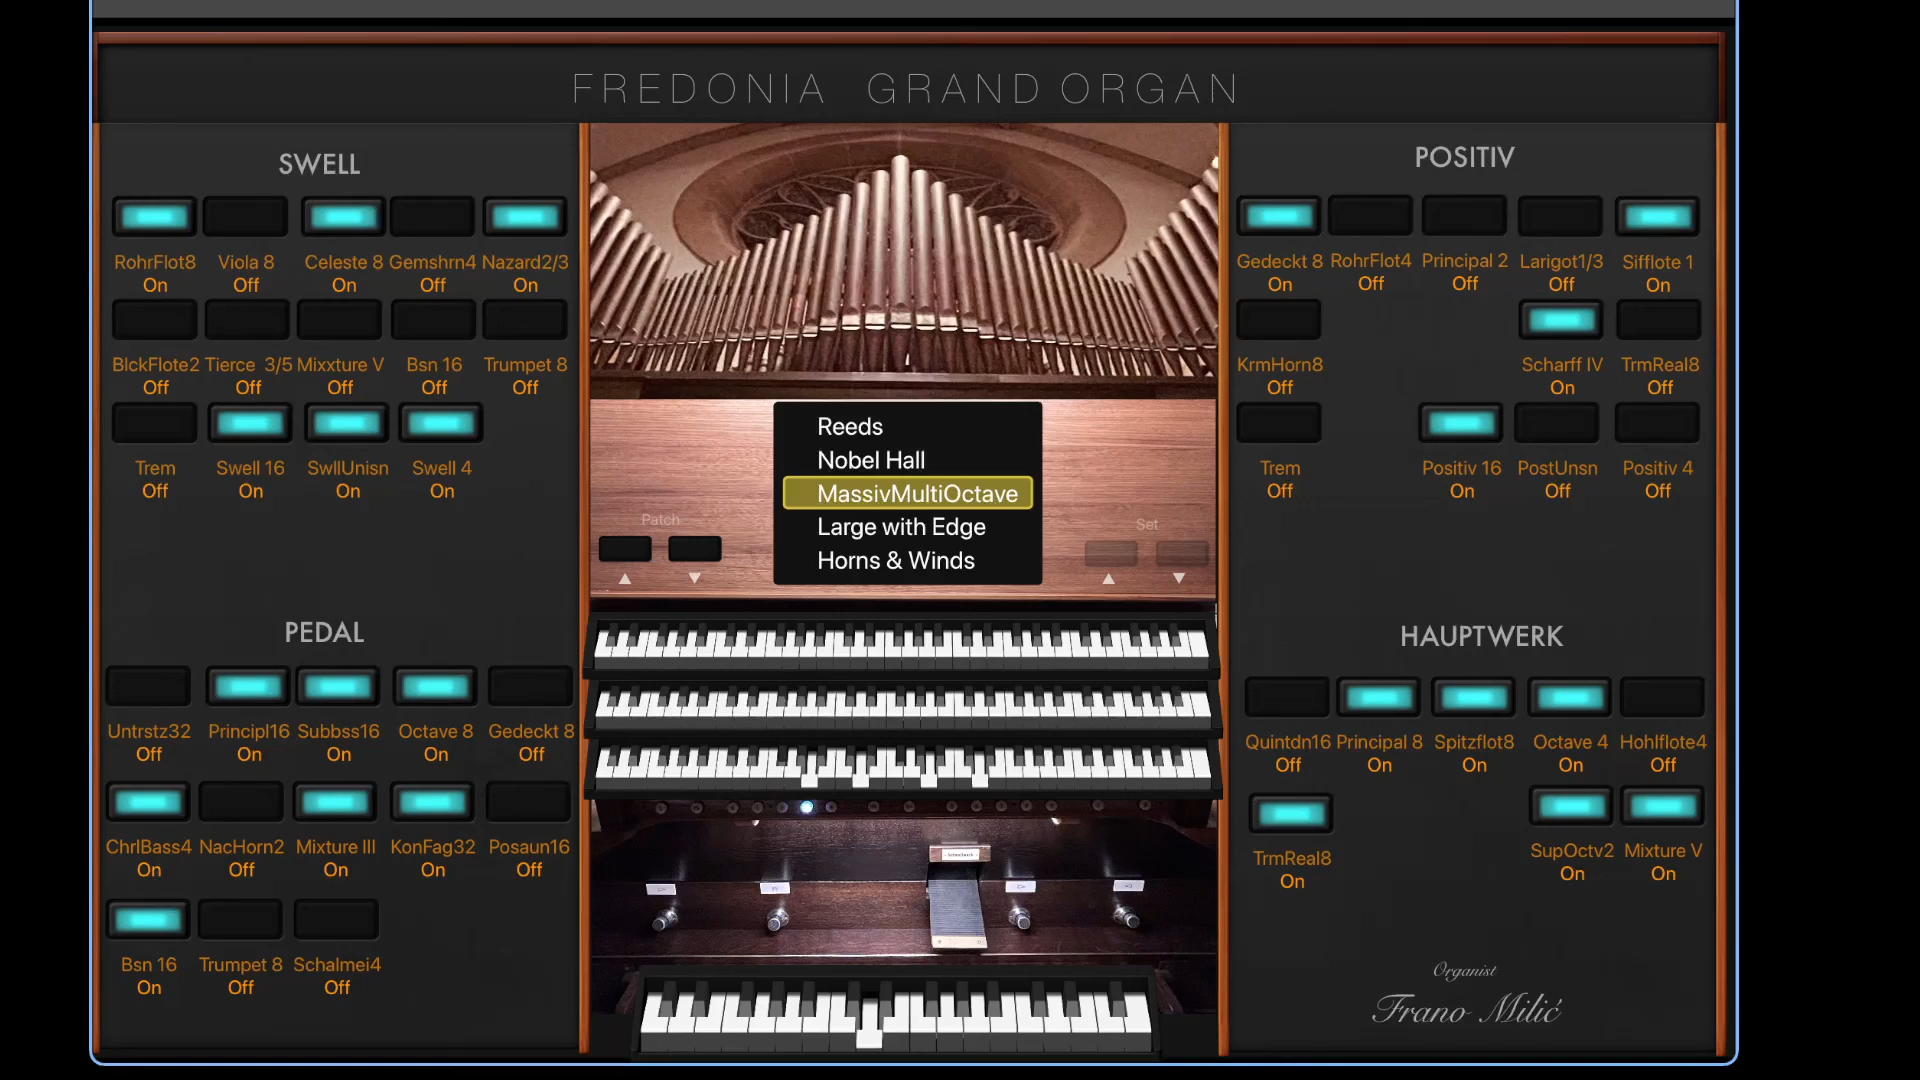 FREDONIA GRAND ORGAN
SWELL
RohrFlot8 Viola 8 Celeste 8 Gemshrn4 Nazard2/3
On Off On Off On
BlckFlote2 Tierce 3/5 Mixxture V Bsn 16 Trumpet 8
Off Off Off Off Off
Trem Swell 16 SwllUnisn Swell 4
Off On On On
PEDAL
Untrstz32 Principl16 Subbss16 Octave 8 Gedeckt 8
Off On On On Off
ChrlBass4 NacHorn2 Mixture III KonFag32 Posaun16
On Off On On Off
Bsn 16 Trumpet 8 Schalmei4
On Off Off
Reeds
Nobel Hall
MassivMultiOctave
Large with Edge
Horns & Winds
Patch
Set
POSITIV
Gedeckt 8 RohrFlot4 Principal 2 Larigot1/3 Sifflote 1
On Off Off Off On
KrmHorn8 Scharff IV TrmReal8
Off On Off
Trem Positiv 16 PostUnsn Positiv 4
Off On Off Off
HAUPTWERK
Quintdn16 Principal 8 Spitzflot8 Octave 4 Hohlflote4
Off On On On Off
TrmReal8 SupOctv2 Mixture V
On On On
Organist
Frano Milić